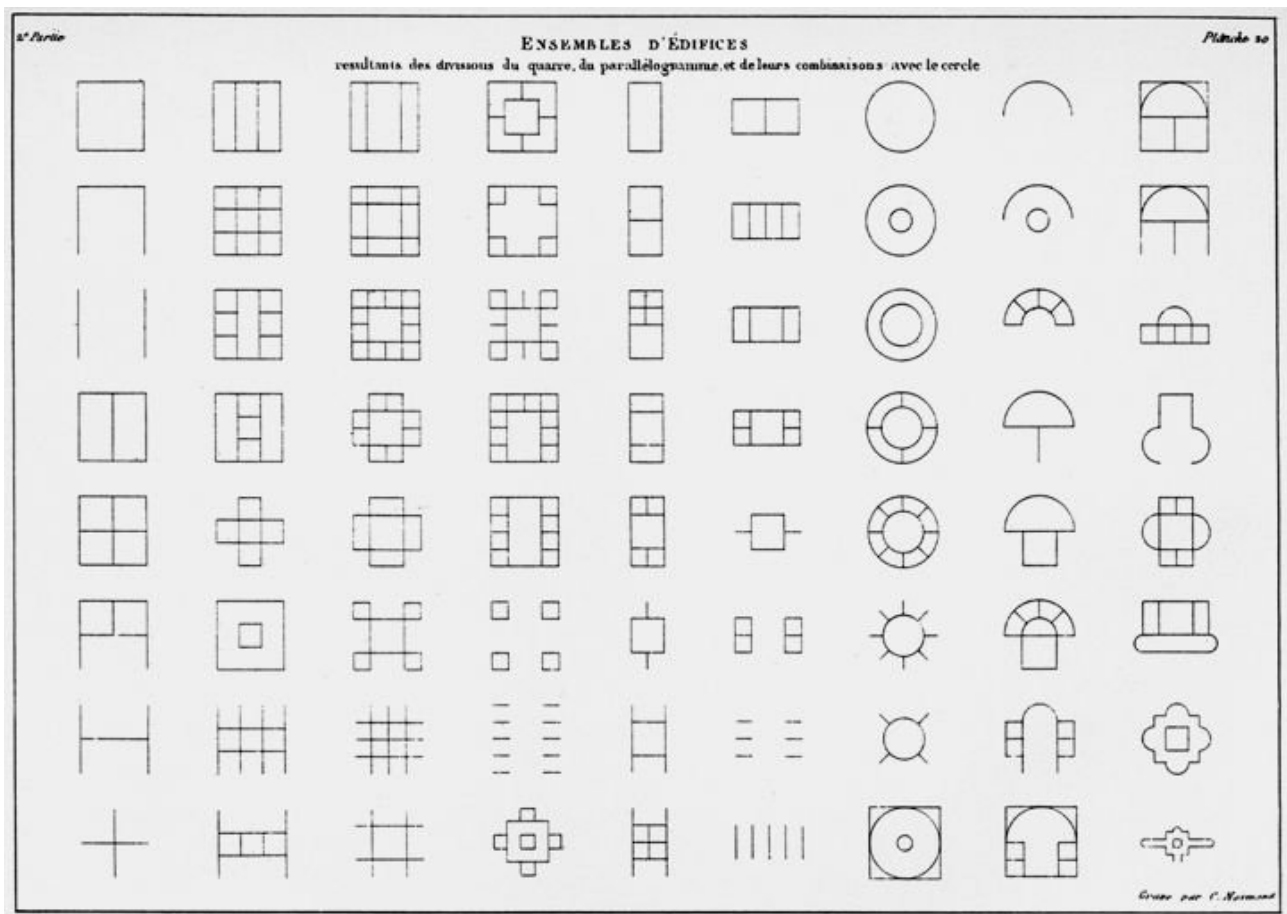 2ᵉ Partie
Planche 20
ENSEMBLES D'ÉDIFICES
resultants des divisions du quarré, du parallélogramme, et de leurs combinaisons avec le cercle
Gravé par C. Normand